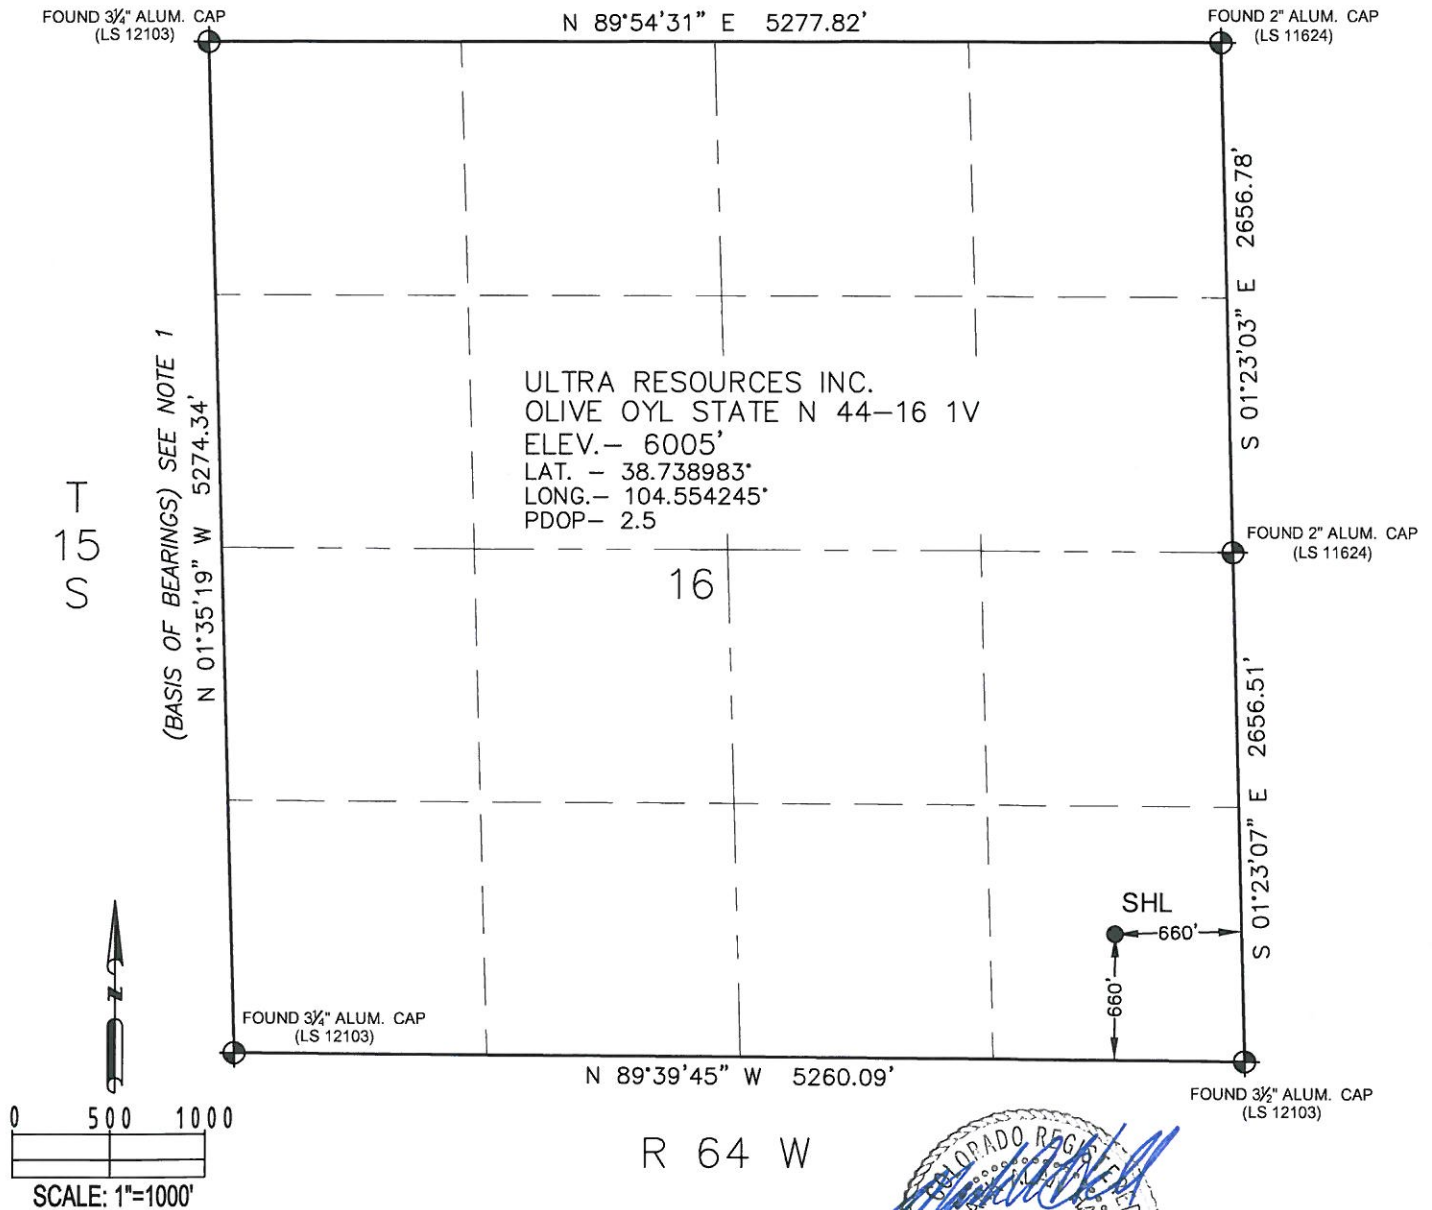 FOUND 3¼" ALUM. CAP
(LS 12103)
N 89°54'31" E 5277.82'
FOUND 2" ALUM. CAP
(LS 11624)
S 01°23'03" E 2656.78'
(BASIS OF BEARINGS) SEE NOTE 1
N 01°35'19" W 5274.34'
ULTRA RESOURCES INC.
OLIVE OYL STATE N 44-16 1V
ELEV.- 6005'
LAT. - 38.738983°
LONG.- 104.554245°
PDOP- 2.5
T
15
S
16
FOUND 2" ALUM. CAP
(LS 11624)
S 01°23'07" E 2656.51'
SHL
660'
660'
N
FOUND 3¼" ALUM. CAP
(LS 12103)
N 89°39'45" W 5260.09'
FOUND 3½" ALUM. CAP
(LS 12103)
0 500 1000
SCALE: 1"=1000'
R 64 W
COLORADO REGISTERED